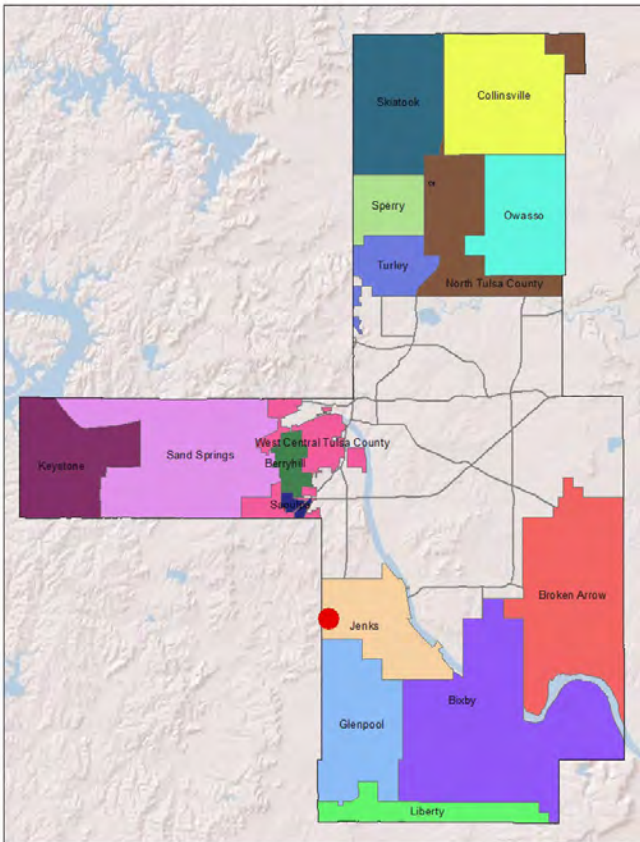 Skiatook
Collinsville
Sperry
Owasso
Turley
North Tulsa County
West Central Tulsa County
Keystone
Sand Springs
Berryhill
Broken Arrow
Jenks
Bixby
Glenpool
Liberty